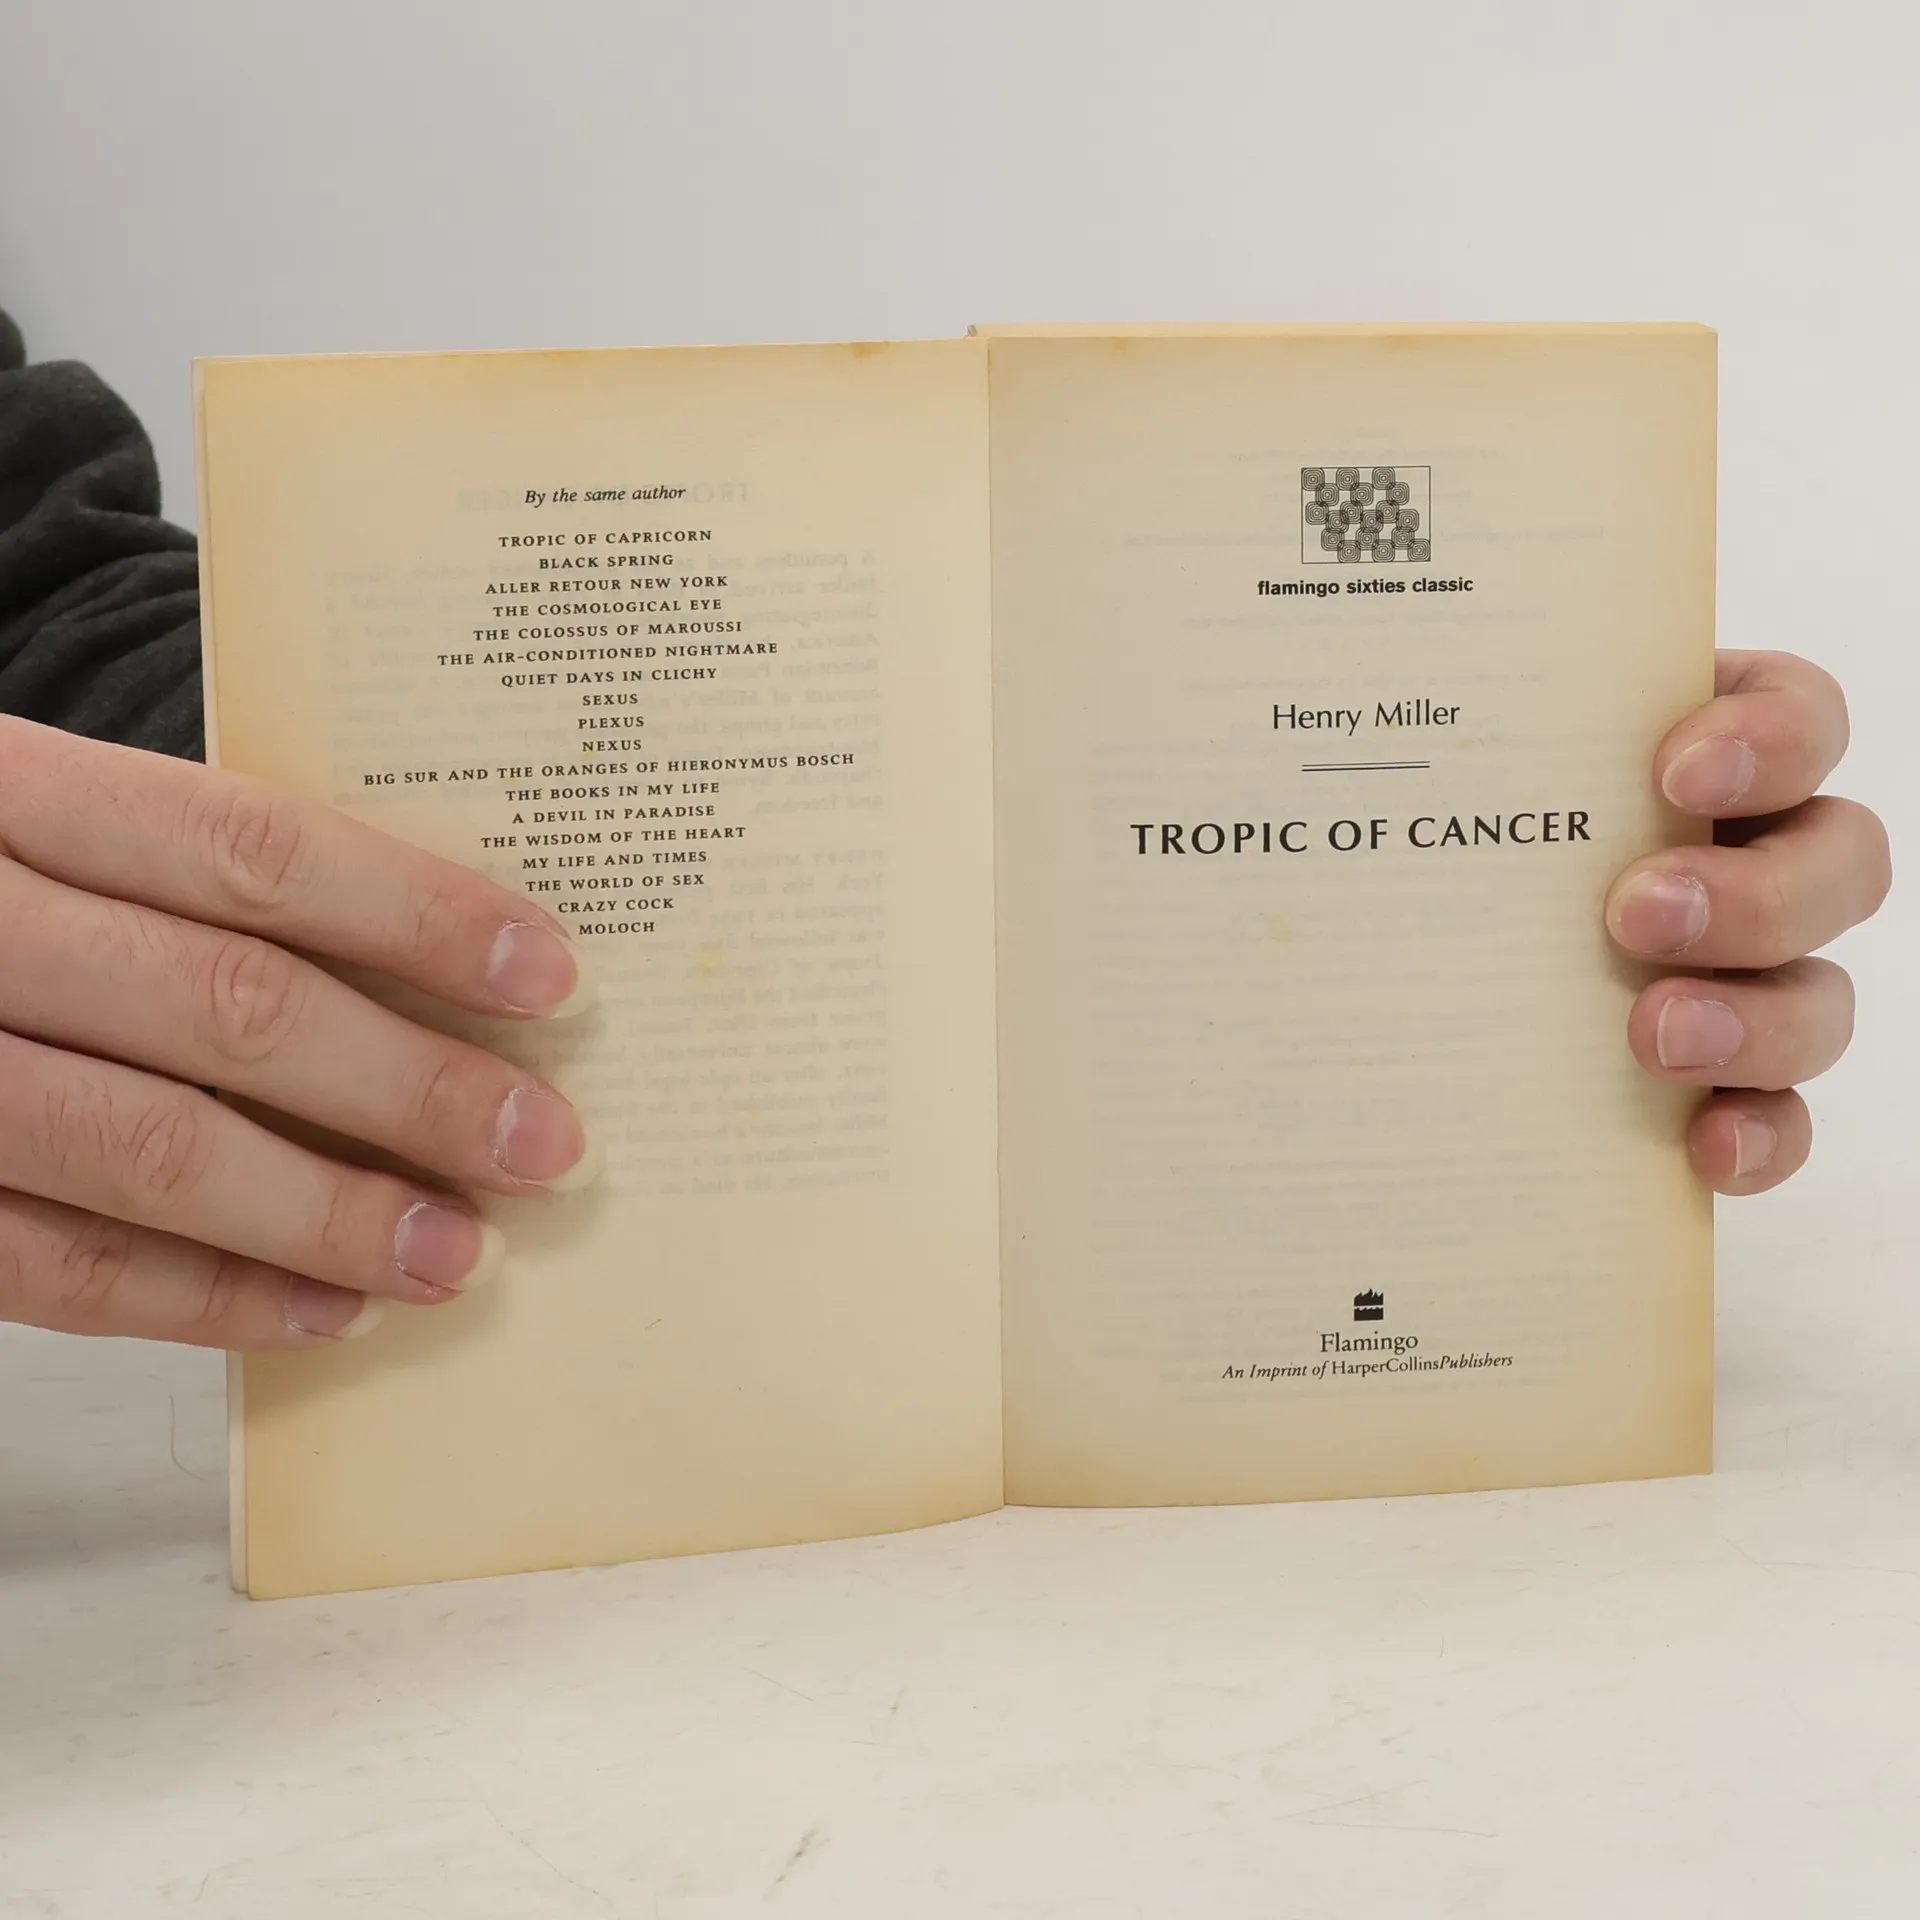 By the same author
TROPIC OF CAPRICORN
BLACK SPRING
ALLER RETOUR NEW YORK
THE COSMOLOGICAL EYE
THE COLOSSUS OF MAROUSSI
THE AIR-CONDITIONED NIGHTMARE
QUIET DAYS IN CLICHY
SEXUS
PLEXUS
NEXUS
BIG SUR AND THE ORANGES OF HIERONYMUS BOSCH
THE BOOKS IN MY LIFE
A DEVIL IN PARADISE
THE WISDOM OF THE HEART
MY LIFE AND TIMES
THE WORLD OF SEX
CRAZY COCK
MOLOCH
flamingo sixties classic
Henry Miller
TROPIC OF CANCER
Flamingo
An Imprint of HarperCollinsPublishers